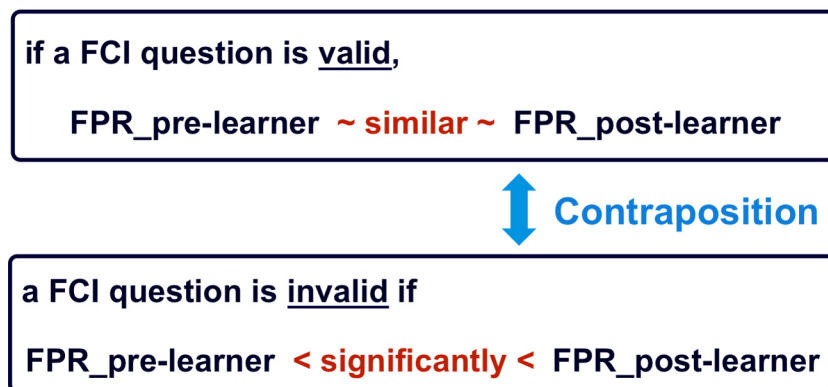 if a FCI question is valid,
FPR_pre-learner ~ similar ~ FPR_post-learner
Contraposition
a FCI question is invalid if
FPR_pre-learner < significantly < FPR_post-learner